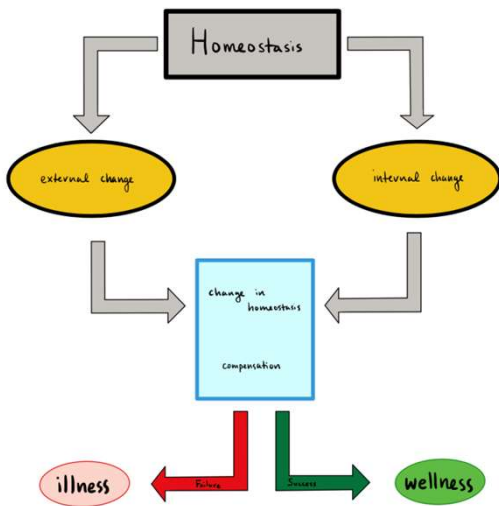 Homeostasis
external change
internal change
change in
homeostasis
compensation
Failure
Success
illness
wellness